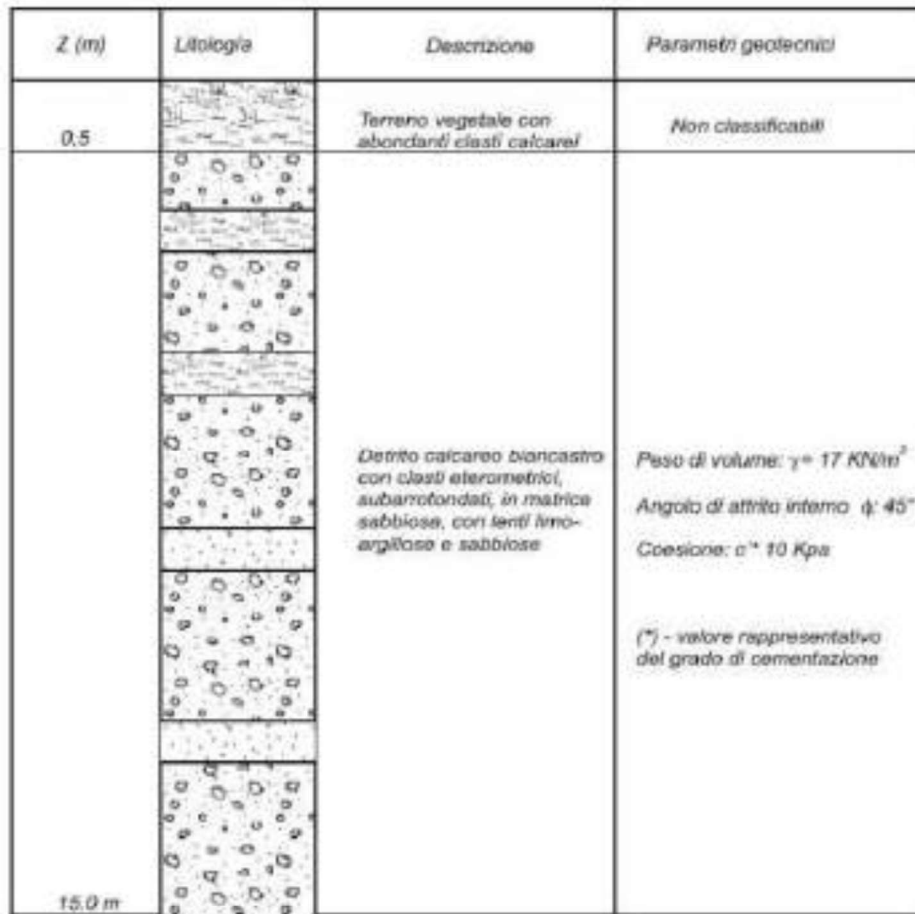 Z (m) Litologia Descrizione Parametri geotecnici
0.5
Terreno vegetale con
abondanti clasti calcarei
Non classificabili
Detrito calcareo biancastro
con clasti eterometrici,
subarrotondati, in matrice
sabbiosa, con lenti limo-
argillose e sabbiose
Peso di volume: γ= 17 KN/m³
Angolo di attrito interno ϕ: 45°
Coesione: c'* 10 Kpa
(*) - valore rappresentativo
del grado di cementazione
15.0 m